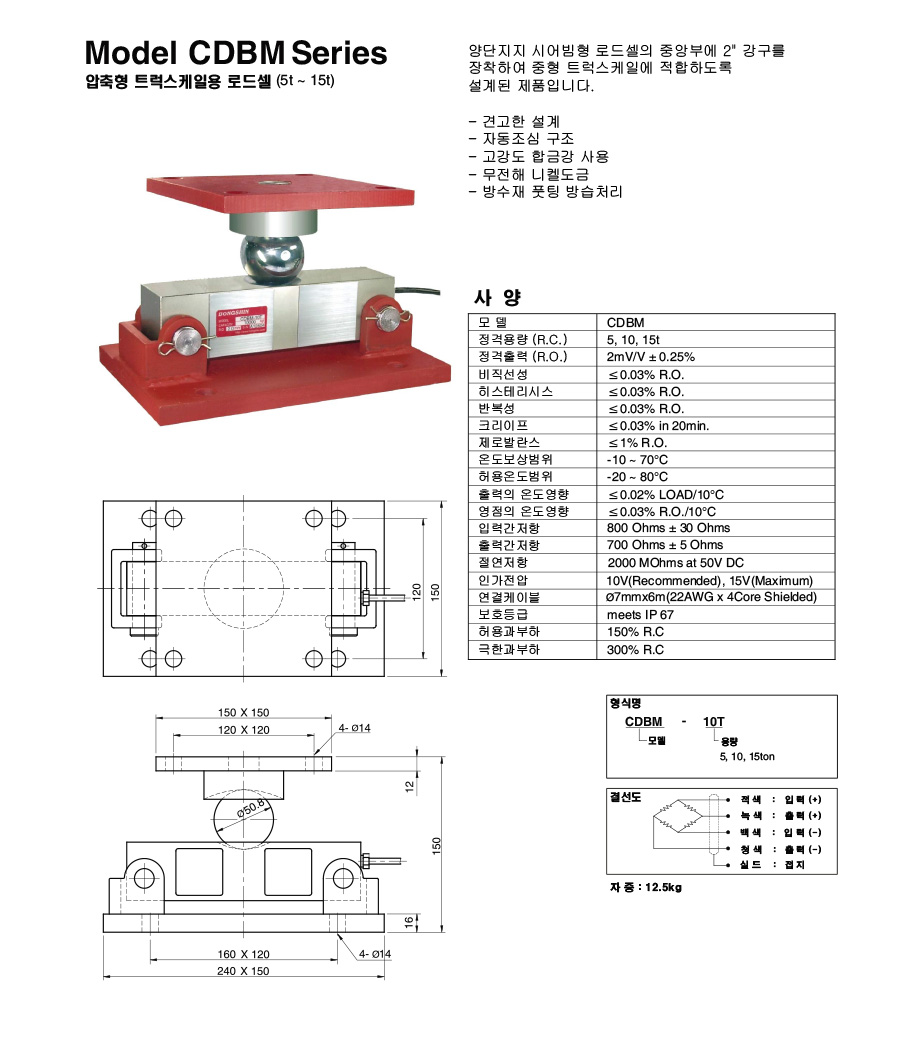 Model CDBM Series
압축형 트럭스케일용 로드셀 (5t ~ 15t)
양단지지 시어빔형 로드셀의 중앙부에 2" 강구를
장착하여 중형 트럭스케일에 적합하도록
설계된 제품입니다.
– 견고한 설계
– 자동조심 구조
– 고강도 합금강 사용
– 무전해 니켈도금
– 방수재 폿팅 방습처리
DONGSHIN
사 양
모 델 CDBM
정격용량 (R.C.) 5, 10, 15t
정격출력 (R.O.) 2mV/V ± 0.25%
비직선성 ≤0.03% R.O.
히스테리시스 ≤0.03% R.O.
반복성 ≤0.03% R.O.
크리이프 ≤0.03% in 20min.
제로발란스 ≤1% R.O.
온도보상범위 -10 ~ 70°C
허용온도범위 -20 ~ 80°C
출력의 온도영향 ≤0.02% LOAD/10°C
영점의 온도영향 ≤0.03% R.O./10°C
입력간저항 800 Ohms ± 30 Ohms
출력간저항 700 Ohms ± 5 Ohms
절연저항 2000 MOhms at 50V DC
인가전압 10V(Recommended), 15V(Maximum)
연결케이블 Ø7mmx6m(22AWG x 4Core Shielded)
보호등급 meets IP 67
허용과부하 150% R.C
극한과부하 300% R.C
120
150
150 X 150
120 X 120
4- Ø14
12
Ø50.8
150
16
160 X 120
4- Ø14
240 X 150
형식명
CDBM - 10T
모델 용량
5, 10, 15ton
결선도
적색 : 입력 (+)
녹색 : 출력 (+)
백색 : 입력 (–)
청색 : 출력 (–)
실드 : 접지
자 중 : 12.5kg